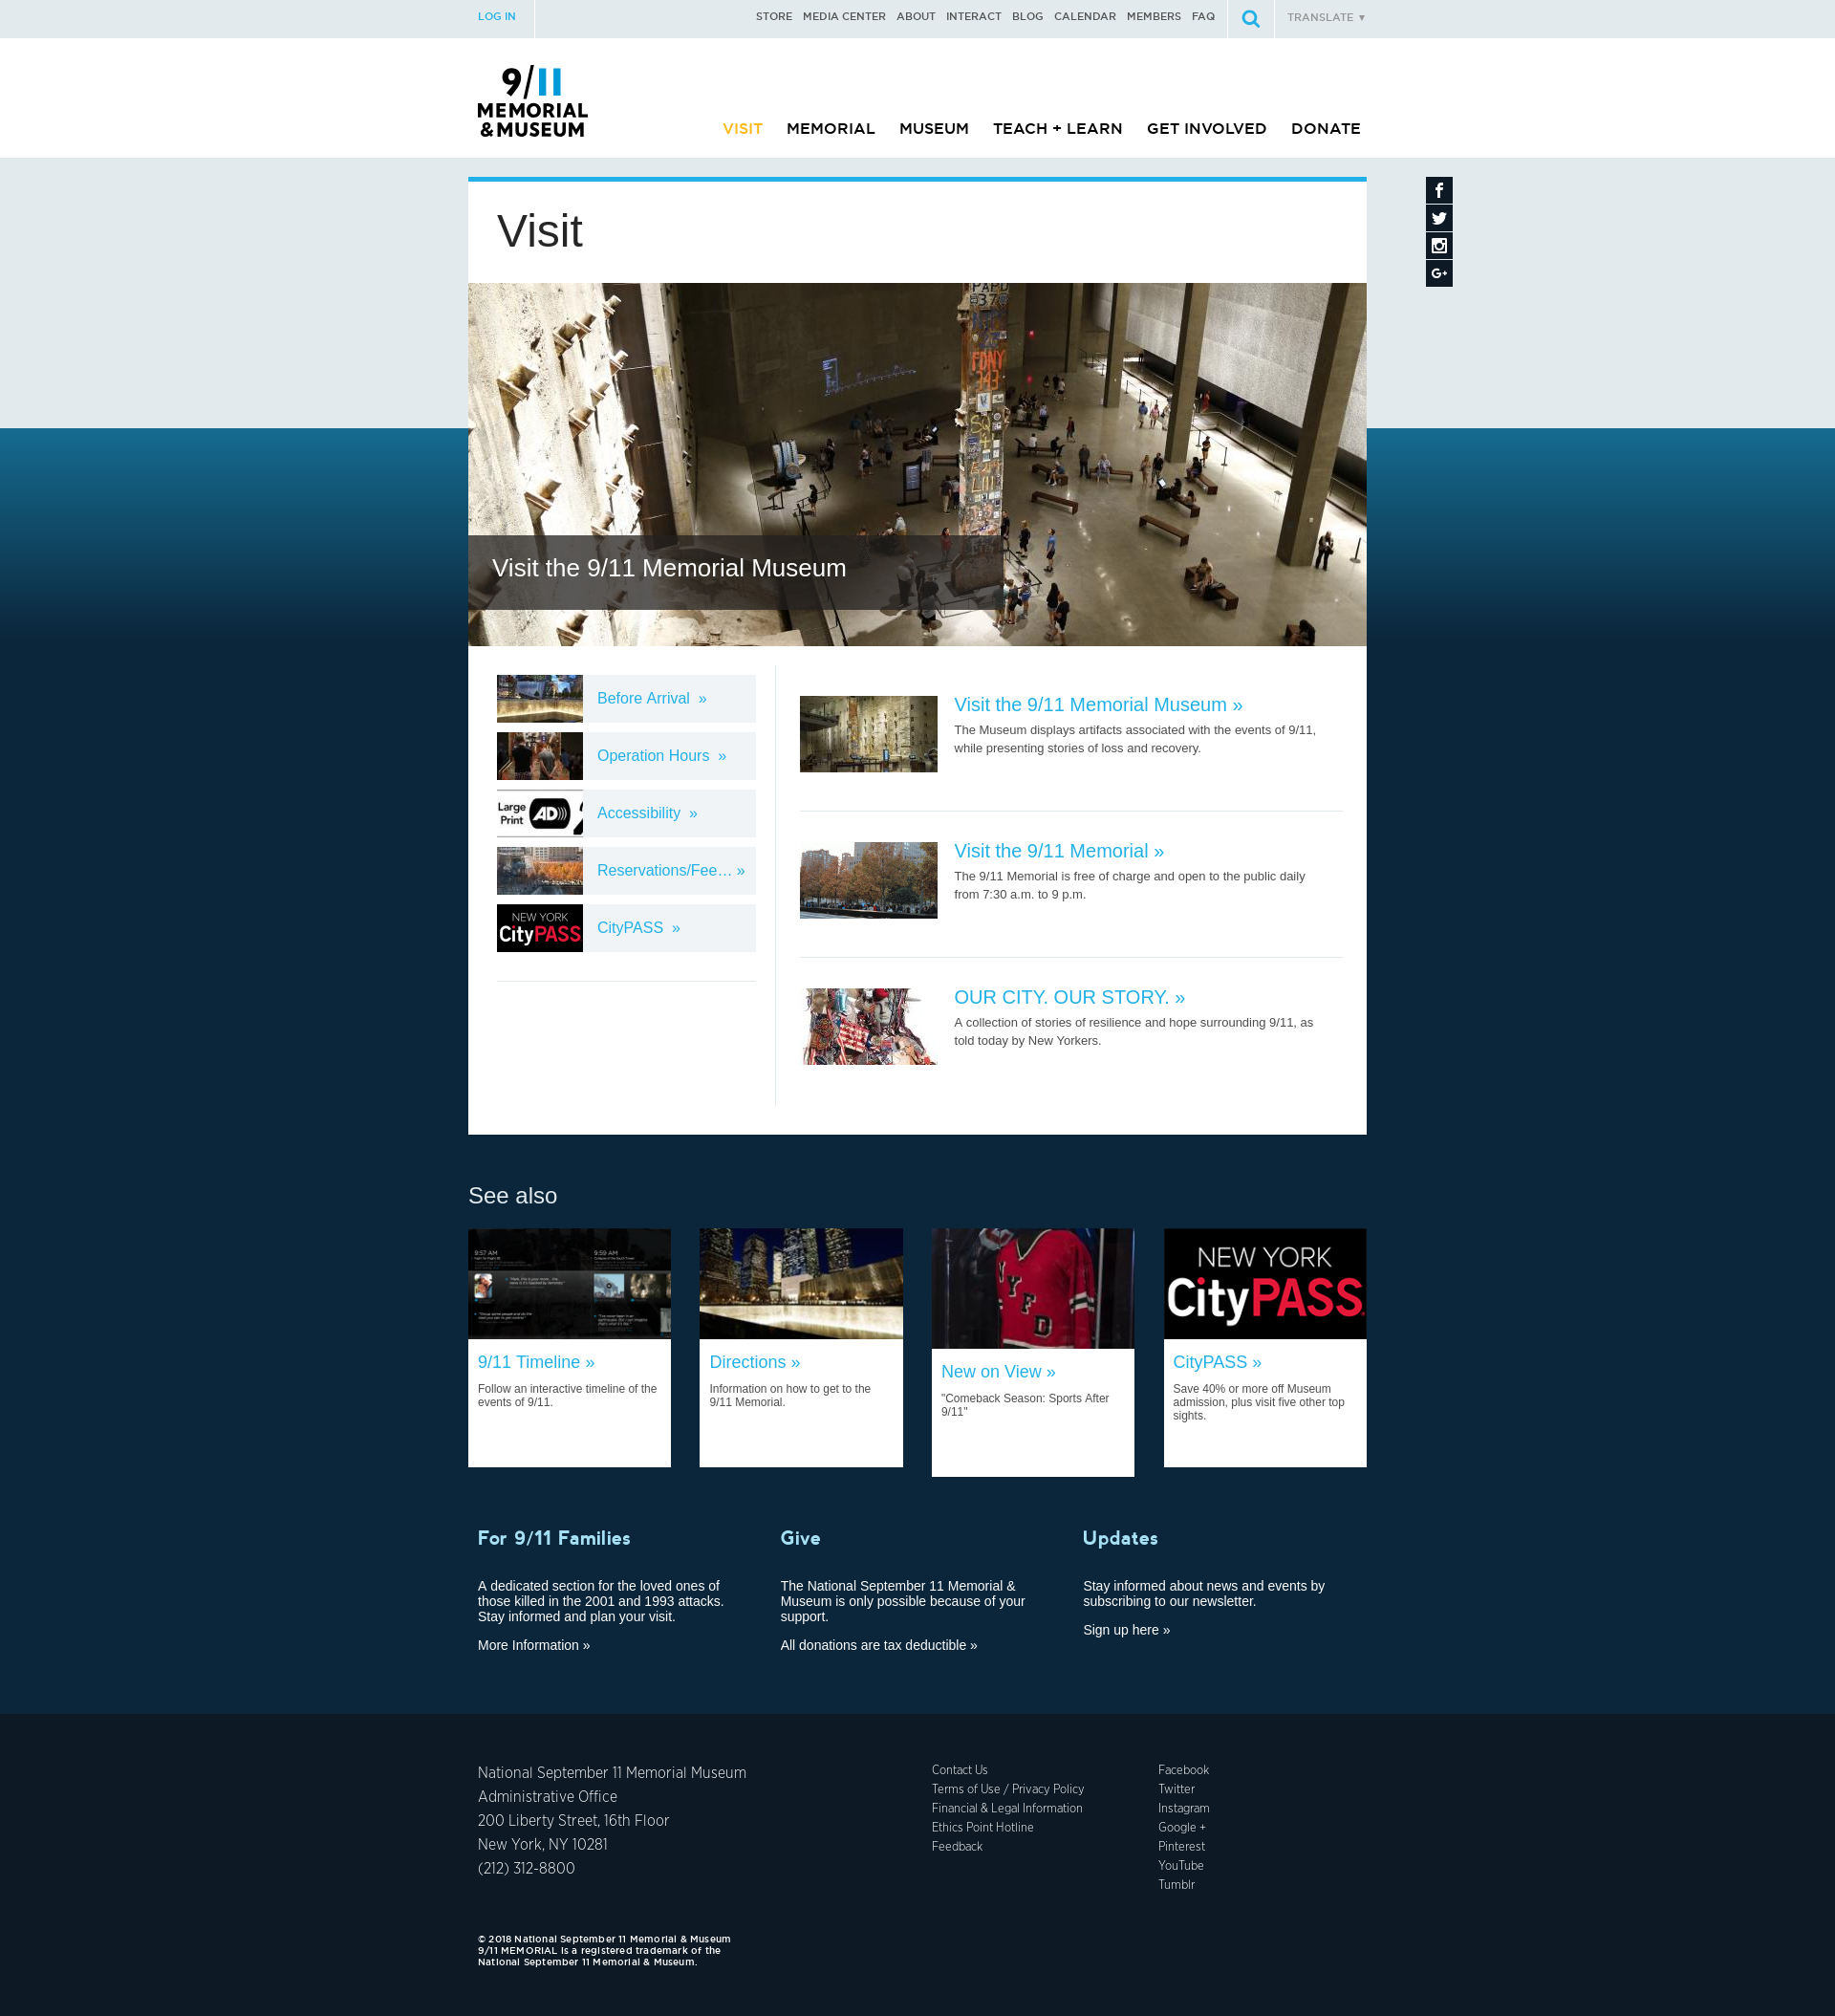 LOG IN
STORE MEDIA CENTER ABOUT INTERACT BLOG CALENDAR MEMBERS FAQ
TRANSLATE ▼
9/11
MEMORIAL
& MUSEUM
VISIT MEMORIAL MUSEUM TEACH + LEARN GET INVOLVED DONATE
Visit
PAPD
37
FDNY
343
Visit the 9/11 Memorial Museum
Before Arrival »
Operation Hours »
Large
Print
AD
Accessibility »
Reservations/Fee… »
NEW YORK
CityPASS
CityPASS »
Visit the 9/11 Memorial Museum »
The Museum displays artifacts associated with the events of 9/11,
while presenting stories of loss and recovery.
Visit the 9/11 Memorial »
The 9/11 Memorial is free of charge and open to the public daily
from 7:30 a.m. to 9 p.m.
OUR CITY. OUR STORY. »
A collection of stories of resilience and hope surrounding 9/11, as
told today by New Yorkers.
See also
9:57 AM
9:59 AM
9/11 Timeline »
Follow an interactive timeline of the
events of 9/11.
Directions »
Information on how to get to the
9/11 Memorial.
NYPD
New on View »
"Comeback Season: Sports After
9/11"
NEW YORK
CityPASS
CityPASS »
Save 40% or more off Museum
admission, plus visit five other top
sights.
For 9/11 Families
A dedicated section for the loved ones of
those killed in the 2001 and 1993 attacks.
Stay informed and plan your visit.
More Information »
Give
The National September 11 Memorial &
Museum is only possible because of your
support.
All donations are tax deductible »
Updates
Stay informed about news and events by
subscribing to our newsletter.
Sign up here »
National September 11 Memorial Museum
Administrative Office
200 Liberty Street, 16th Floor
New York, NY 10281
(212) 312-8800
Contact Us
Terms of Use / Privacy Policy
Financial & Legal Information
Ethics Point Hotline
Feedback
Facebook
Twitter
Instagram
Google +
Pinterest
YouTube
Tumblr
© 2018 National September 11 Memorial & Museum
9/11 MEMORIAL is a registered trademark of the
National September 11 Memorial & Museum.